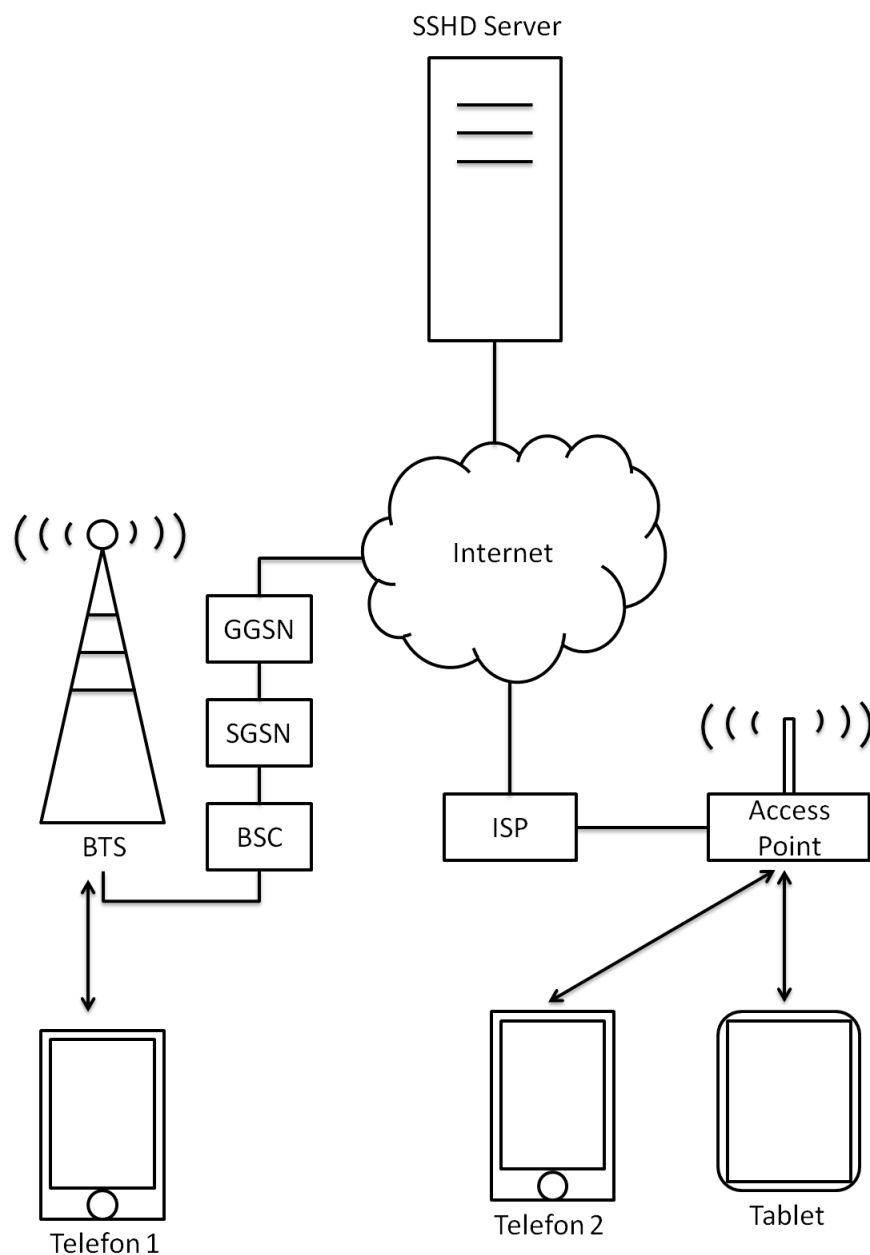 SSHD Server
Internet
GGSN
SGSN
BSC
BTS
ISP
Access
Point
Telefon 1
Telefon 2
Tablet